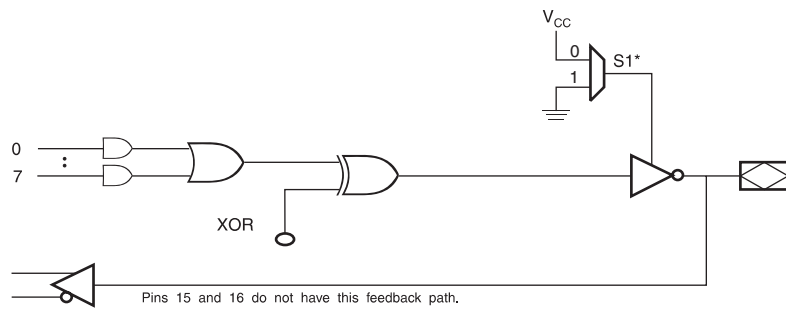 VCC
0
S1*
1
0
:
7
XOR
Pins 15 and 16 do not have this feedback path.